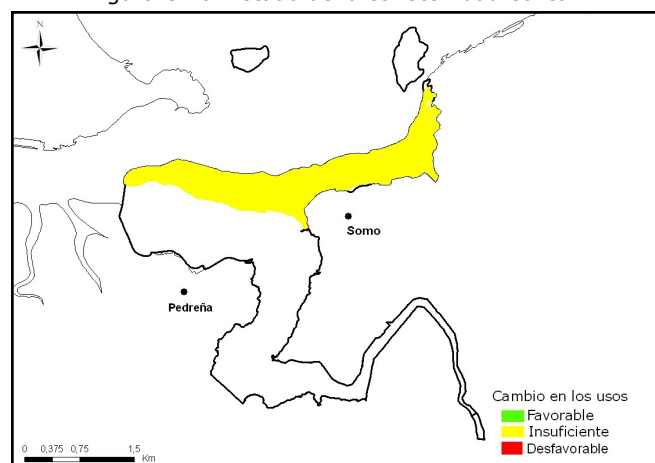 N
Somo
Pedreña
Cambio en los usos
Favorable
Insuficiente
Desfavorable
0 0,375 0,75 1,5
Km